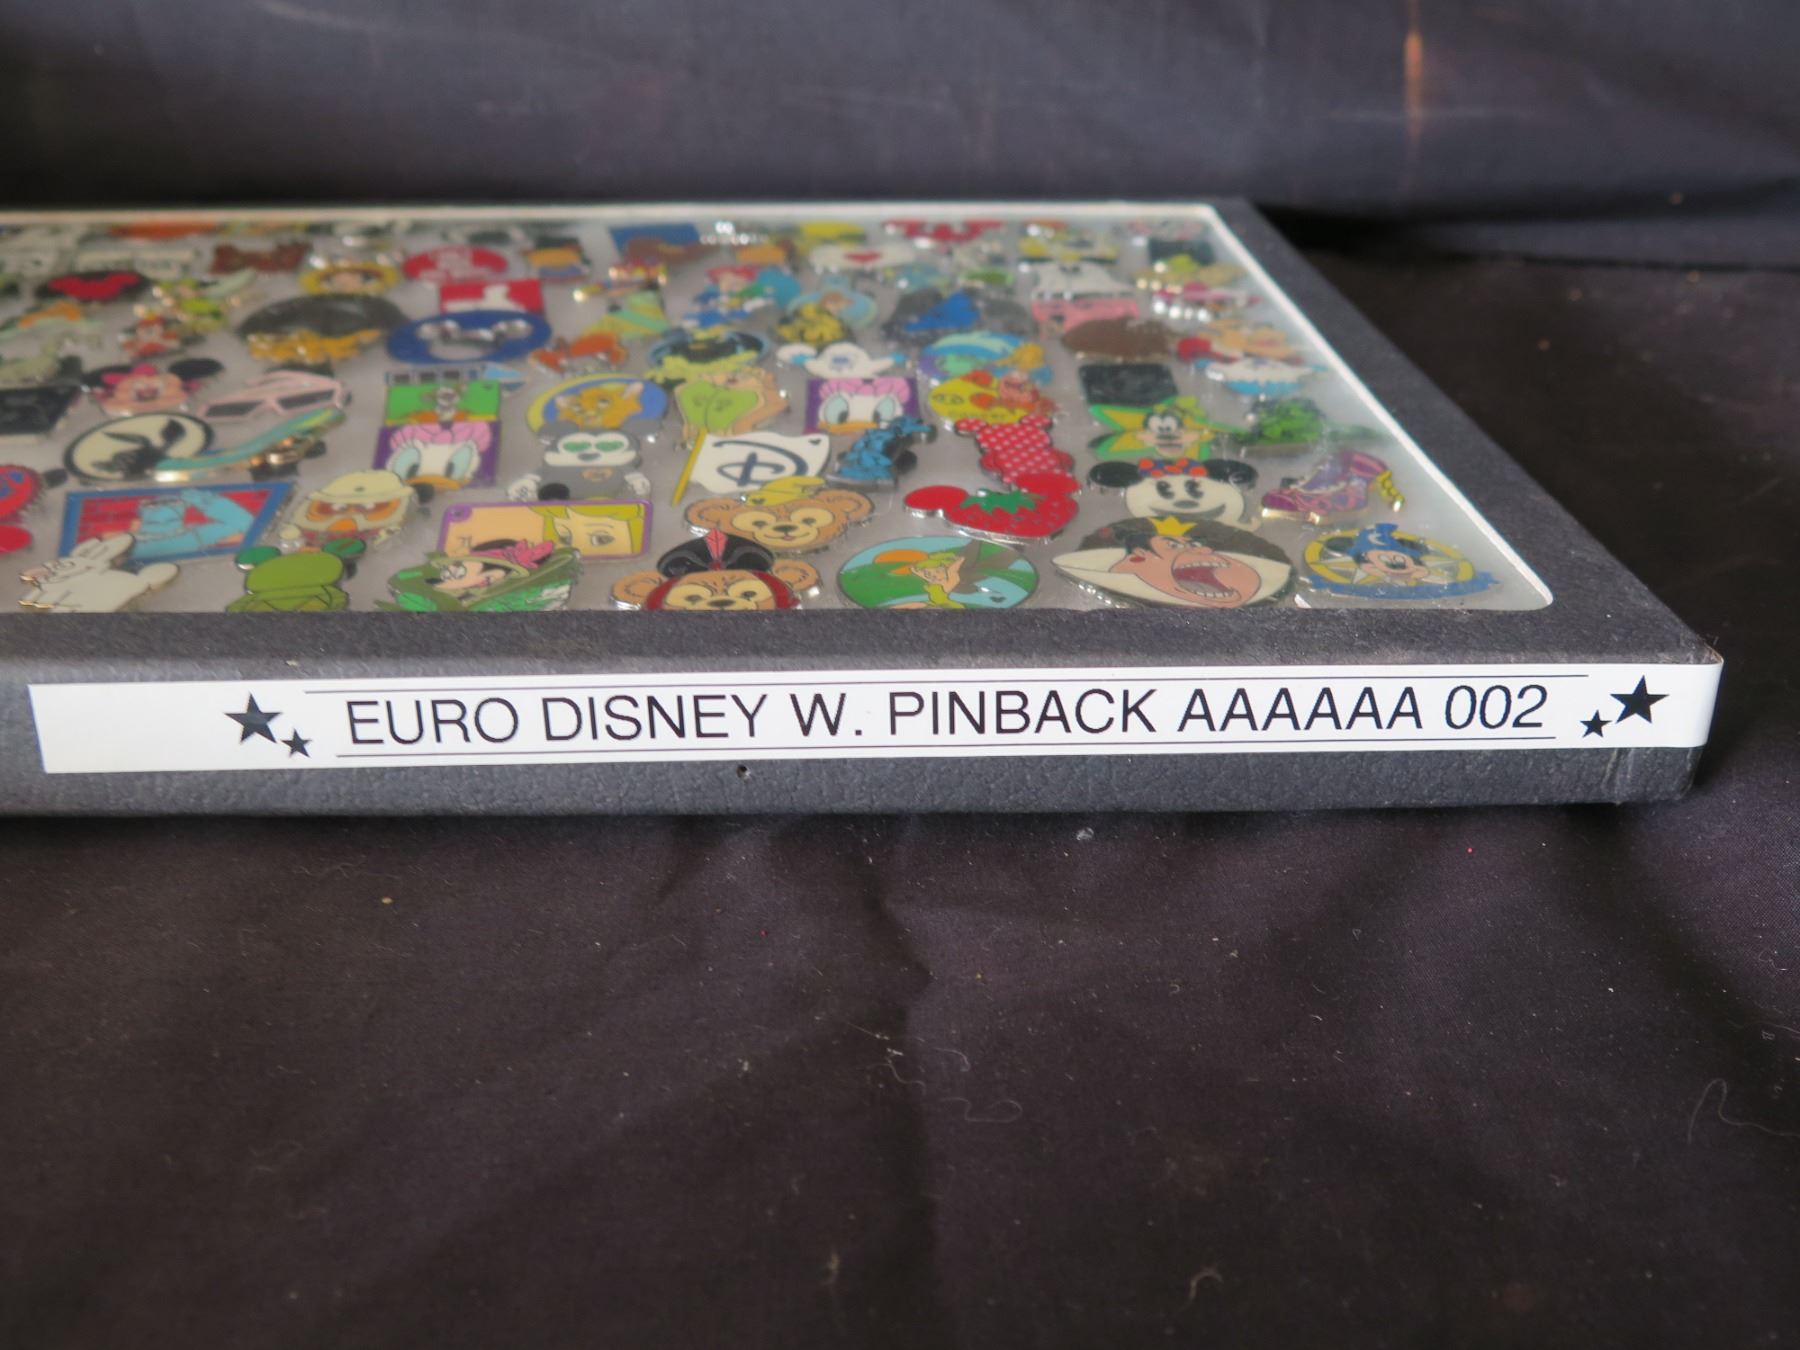 EURO DISNEY W. PINBACK AAAAAA 002
D